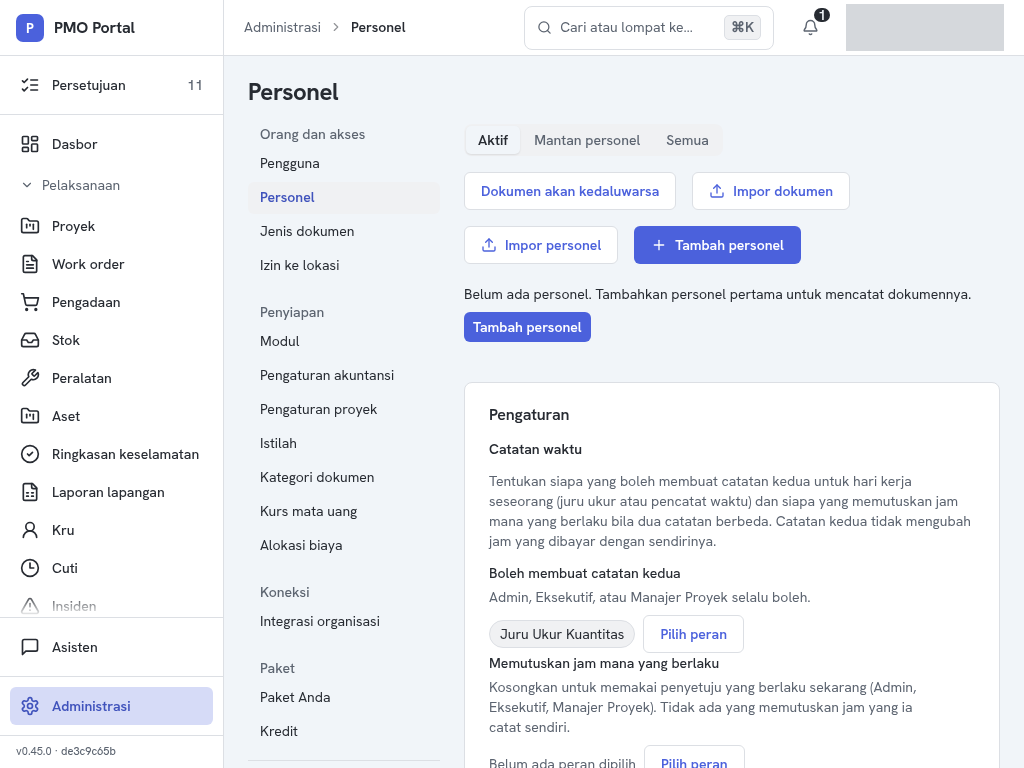 P PMO Portal
Persetujuan 11
Dasbor
Pelaksanaan
Proyek
Work order
Pengadaan
Stok
Peralatan
Aset
Ringkasan keselamatan
Laporan lapangan
Kru
Cuti
Insiden
Asisten
Administrasi
v0.45.0 · de3c9c65b
Administrasi > Personel
Cari atau lompat ke… ⌘K
1
Personel
Orang dan akses
Pengguna
Personel
Jenis dokumen
Izin ke lokasi
Penyiapan
Modul
Pengaturan akuntansi
Pengaturan proyek
Istilah
Kategori dokumen
Kurs mata uang
Alokasi biaya
Koneksi
Integrasi organisasi
Paket
Paket Anda
Kredit
Aktif Mantan personel Semua
Dokumen akan kedaluwarsa Impor dokumen
Impor personel + Tambah personel
Belum ada personel. Tambahkan personel pertama untuk mencatat dokumennya.
Tambah personel
Pengaturan
Catatan waktu
Tentukan siapa yang boleh membuat catatan kedua untuk hari kerja
seseorang (juru ukur atau pencatat waktu) dan siapa yang memutuskan jam
mana yang berlaku bila dua catatan berbeda. Catatan kedua tidak mengubah
jam yang dibayar dengan sendirinya.
Boleh membuat catatan kedua
Admin, Eksekutif, atau Manajer Proyek selalu boleh.
Juru Ukur Kuantitas Pilih peran
Memutuskan jam mana yang berlaku
Kosongkan untuk memakai penyetuju yang berlaku sekarang (Admin,
Eksekutif, Manajer Proyek). Tidak ada yang memutuskan jam yang ia
catat sendiri.
Belum ada peran dipilih Pilih peran